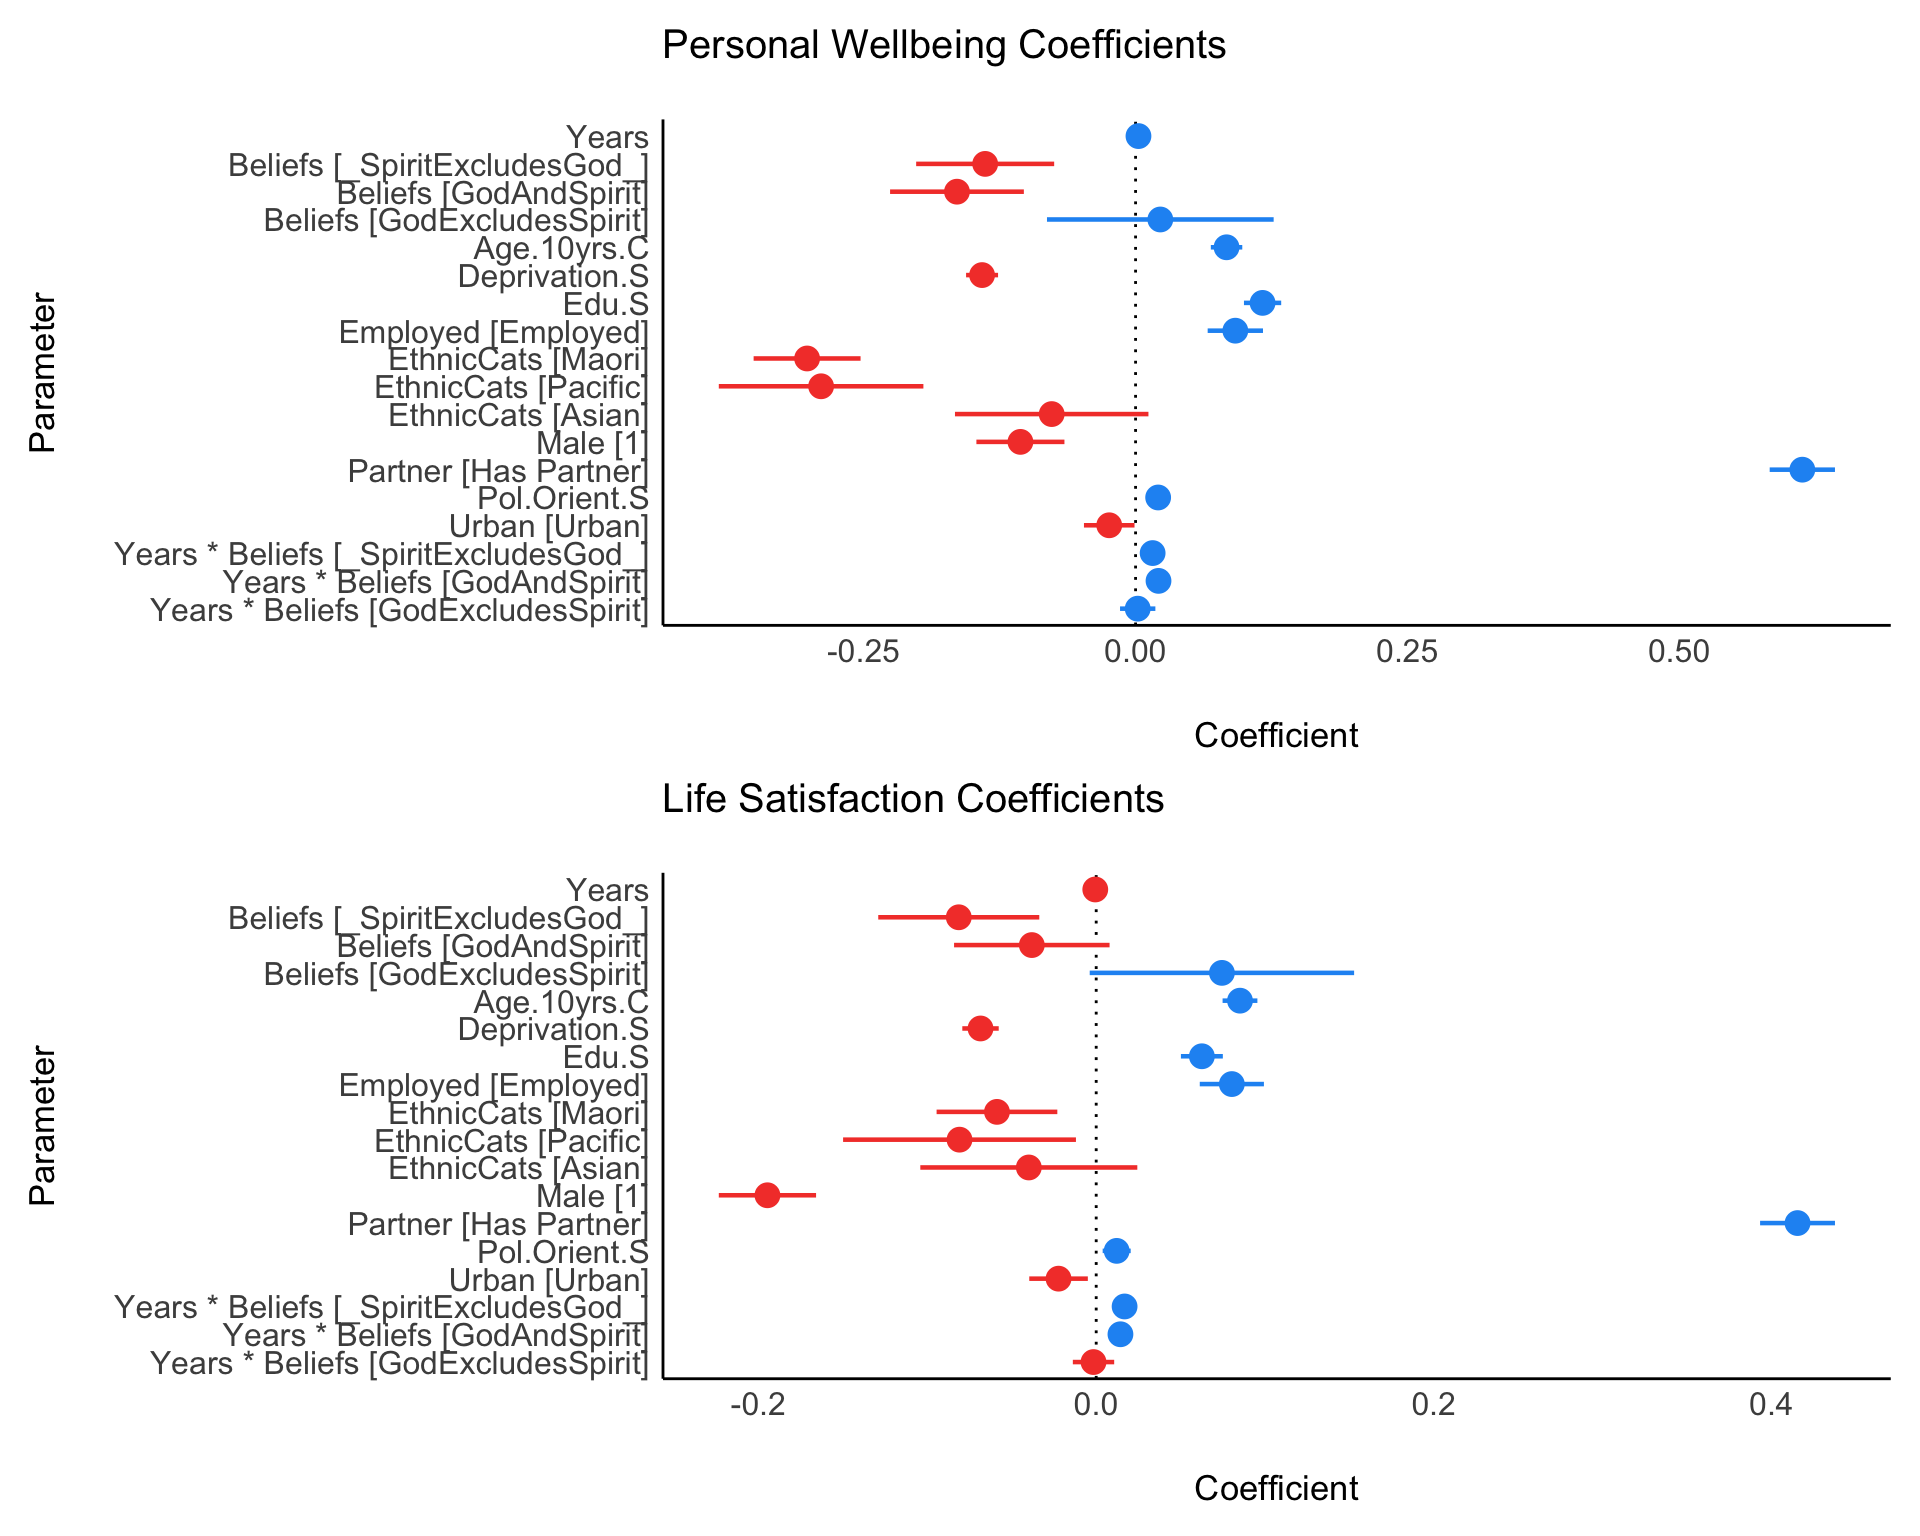 Personal Wellbeing Coefficients
Parameter
Years
Beliefs [_SpiritExcludesGod_]
Beliefs [GodAndSpirit]
Beliefs [GodExcludesSpirit]
Age.10yrs.C
Deprivation.S
Edu.S
Employed [Employed]
EthnicCats [Maori]
EthnicCats [Pacific]
EthnicCats [Asian]
Male [1]
Partner [Has Partner]
Pol.Orient.S
Urban [Urban]
Years * Beliefs [_SpiritExcludesGod_]
Years * Beliefs [GodAndSpirit]
Years * Beliefs [GodExcludesSpirit]
-0.25 0.00 0.25 0.50
Coefficient
Life Satisfaction Coefficients
Parameter
Years
Beliefs [_SpiritExcludesGod_]
Beliefs [GodAndSpirit]
Beliefs [GodExcludesSpirit]
Age.10yrs.C
Deprivation.S
Edu.S
Employed [Employed]
EthnicCats [Maori]
EthnicCats [Pacific]
EthnicCats [Asian]
Male [1]
Partner [Has Partner]
Pol.Orient.S
Urban [Urban]
Years * Beliefs [_SpiritExcludesGod_]
Years * Beliefs [GodAndSpirit]
Years * Beliefs [GodExcludesSpirit]
-0.2 0.0 0.2 0.4
Coefficient